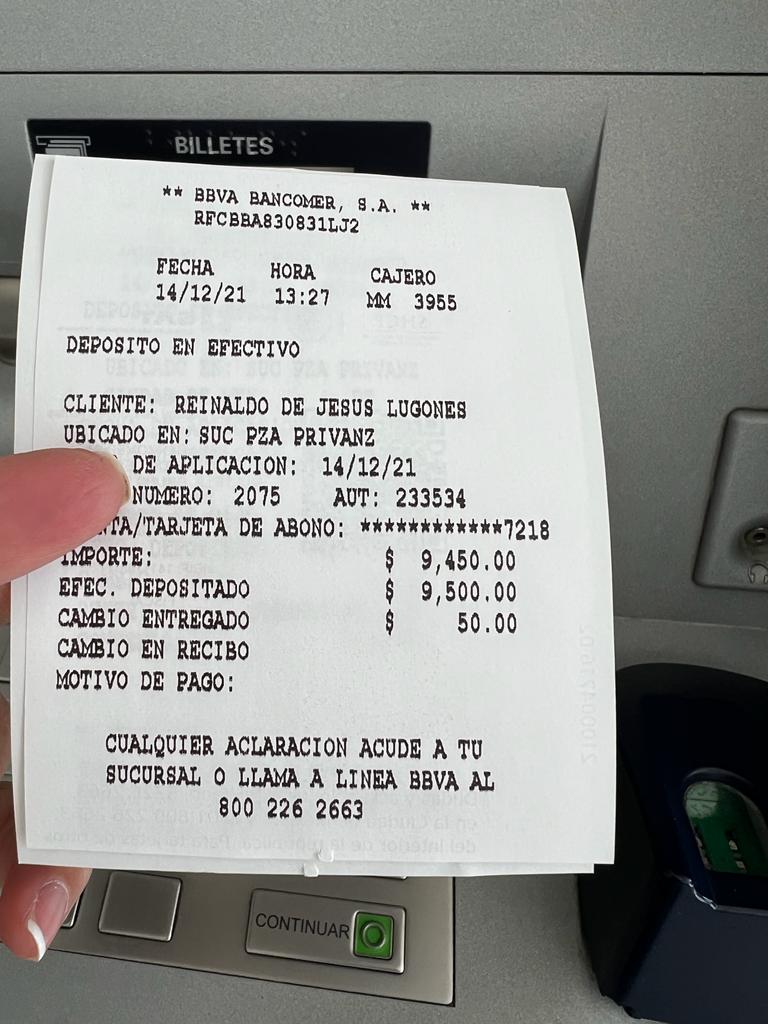 BILLETES
** BBVA BANCOMER, S.A. **
RFCBBA830831LJ2
FECHA HORA CAJERO
14/12/21 13:27 MM 3955
DEPOSITO EN EFECTIVO
CLIENTE: REINALDO DE JESUS LUGONES
UBICADO EN: SUC PZA PRIVANZ
DE APLICACION: 14/12/21
NUMERO: 2075 AUT: 233534
NTA/TARJETA DE ABONO: ************7218
IMPORTE: $ 9,450.00
EFEC. DEPOSITADO $ 9,500.00
CAMBIO ENTREGADO $ 50.00
CAMBIO EN RECIBO
MOTIVO DE PAGO:
CUALQUIER ACLARACION ACUDE A TU
SUCURSAL O LLAMA A LINEA BBVA AL
800 226 2663
CONTINUAR